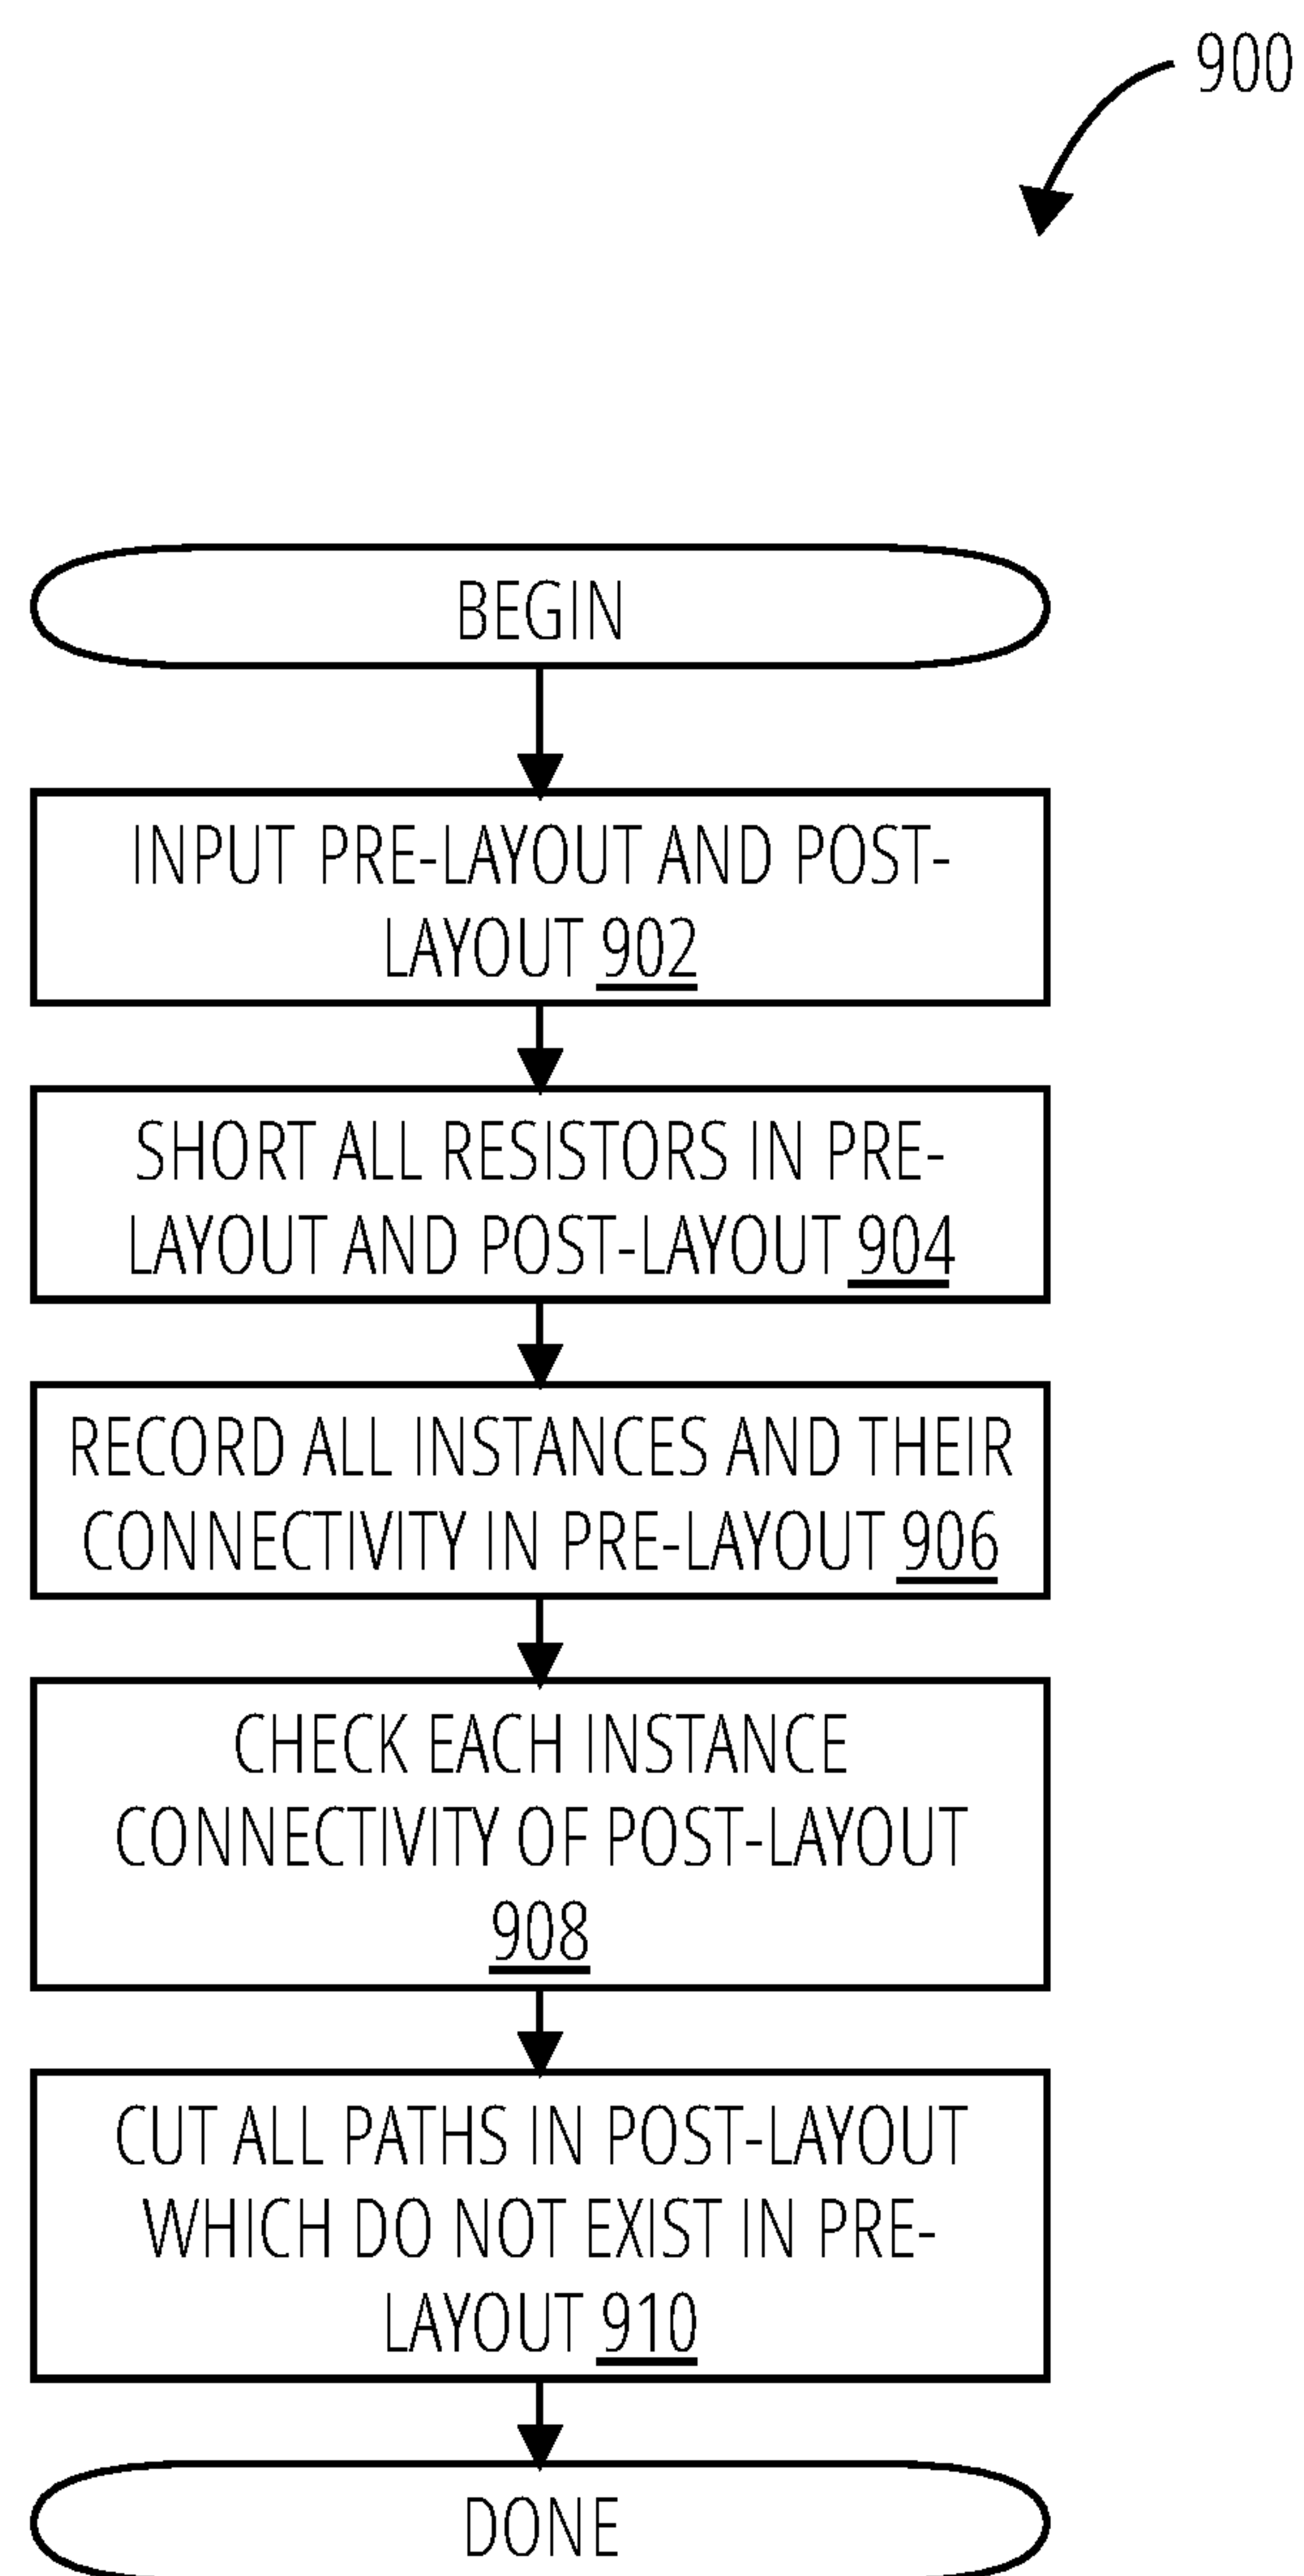 900
BEGIN
INPUT PRE-LAYOUT AND POST-
LAYOUT 902
SHORT ALL RESISTORS IN PRE-
LAYOUT AND POST-LAYOUT 904
RECORD ALL INSTANCES AND THEIR
CONNECTIVITY IN PRE-LAYOUT 906
CHECK EACH INSTANCE
CONNECTIVITY OF POST-LAYOUT
908
CUT ALL PATHS IN POST-LAYOUT
WHICH DO NOT EXIST IN PRE-
LAYOUT 910
DONE